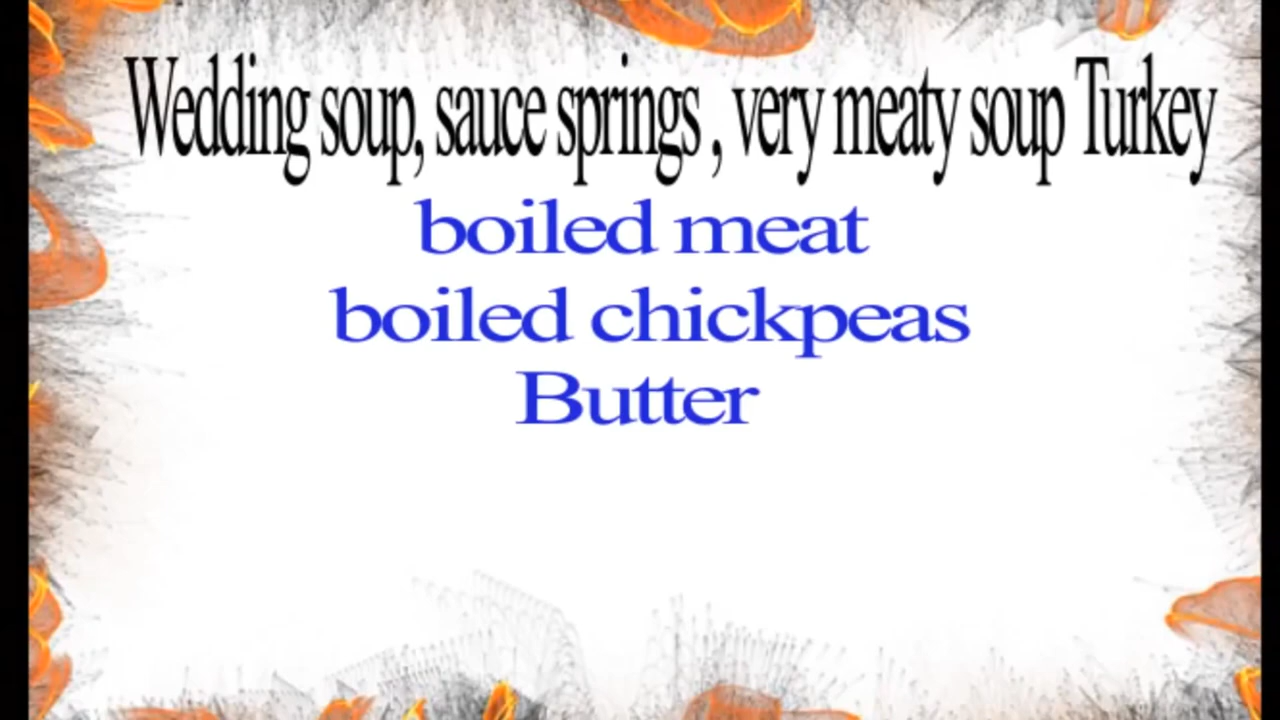 Wedding soup, sauce springs , very meaty soup Turkey
boiled meat
boiled chickpeas
Butter